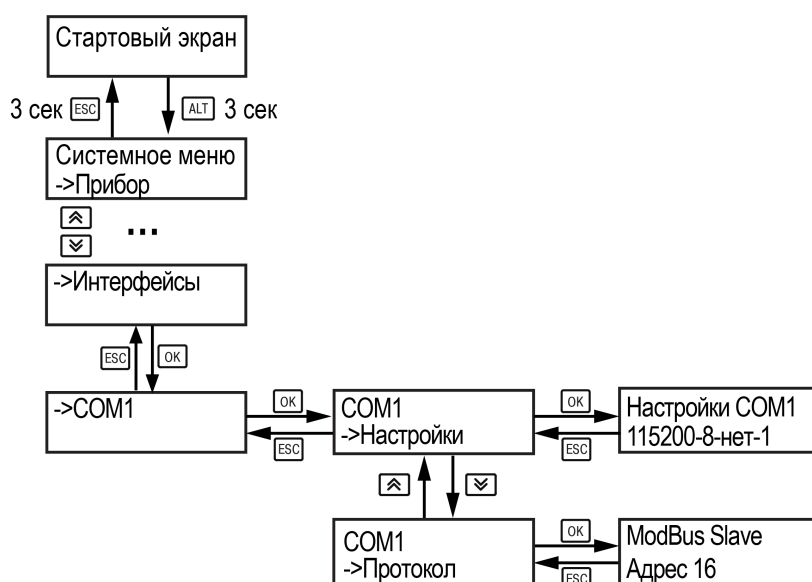 Стартовый экран
3 сек ESC ALT 3 сек
Системное меню
->Прибор
...
->Интерфейсы
ESC OK
->COM1
OK
ESC
COM1
->Настройки
OK
ESC
Настройки COM1
115200-8-нет-1
COM1
->Протокол
OK
ESC
ModBus Slave
Адрес 16